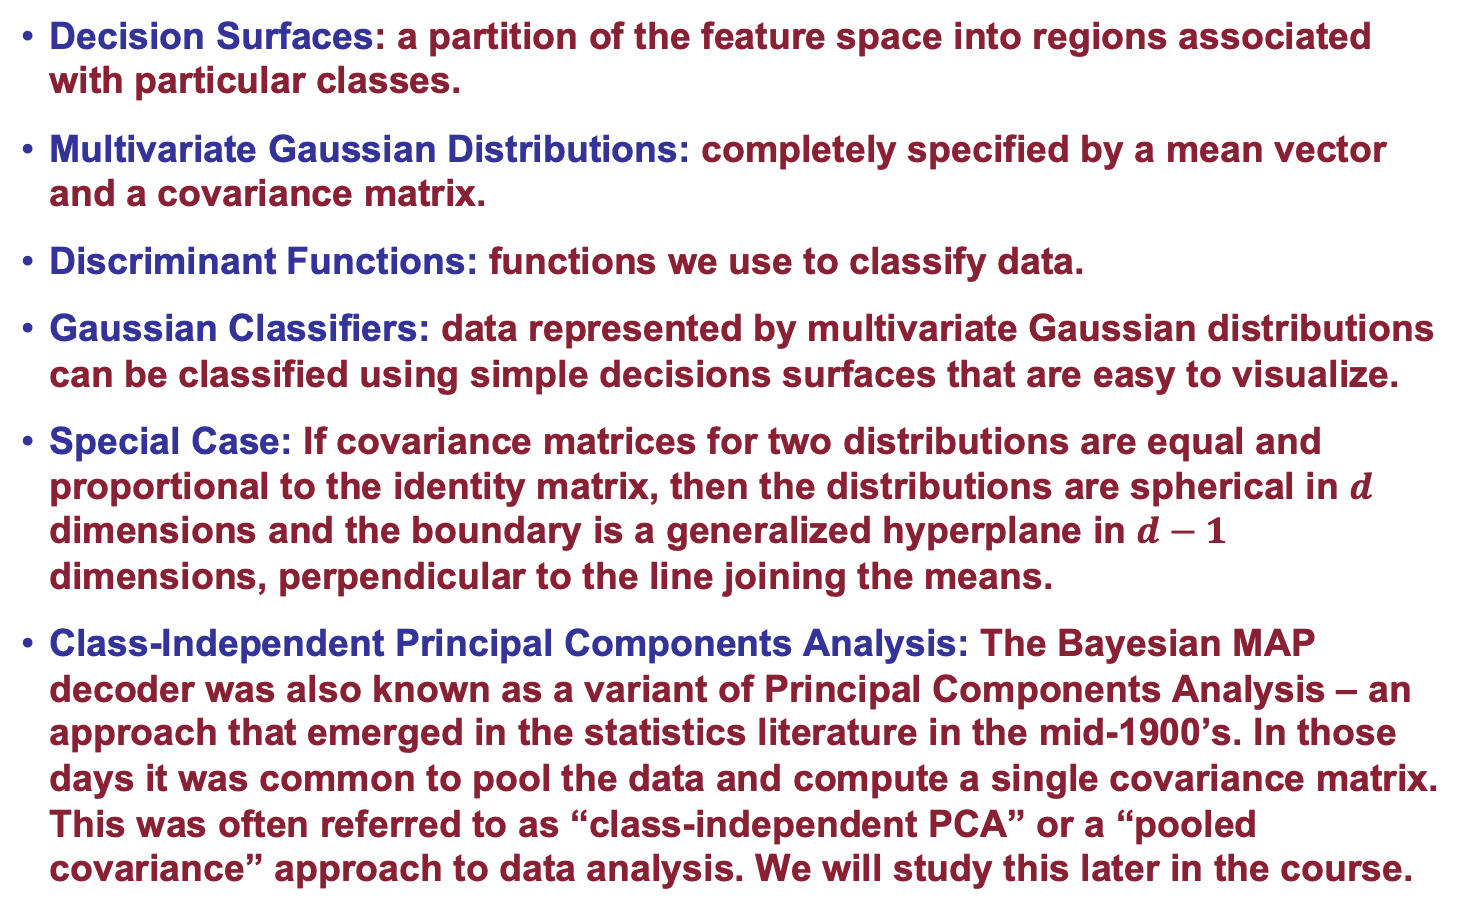 • Decision Surfaces: a partition of the feature space into regions associated
with particular classes.
• Multivariate Gaussian Distributions: completely specified by a mean vector
and a covariance matrix.
• Discriminant Functions: functions we use to classify data.
• Gaussian Classifiers: data represented by multivariate Gaussian distributions
can be classified using simple decisions surfaces that are easy to visualize.
• Special Case: If covariance matrices for two distributions are equal and
proportional to the identity matrix, then the distributions are spherical in d
dimensions and the boundary is a generalized hyperplane in d − 1
dimensions, perpendicular to the line joining the means.
• Class-Independent Principal Components Analysis: The Bayesian MAP
decoder was also known as a variant of Principal Components Analysis – an
approach that emerged in the statistics literature in the mid-1900’s. In those
days it was common to pool the data and compute a single covariance matrix.
This was often referred to as “class-independent PCA” or a “pooled
covariance” approach to data analysis. We will study this later in the course.